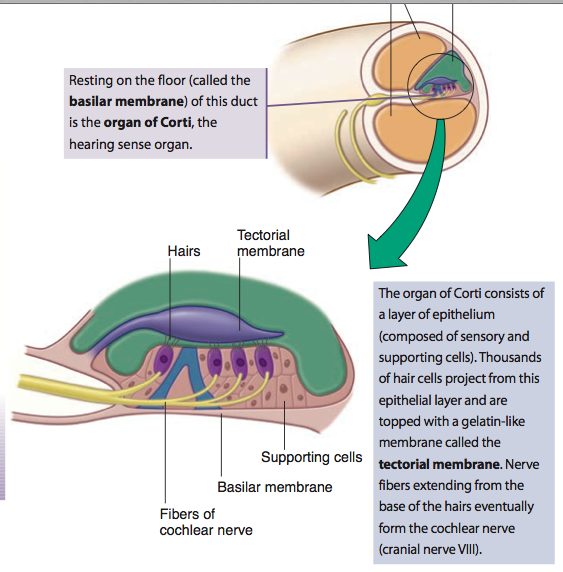 Resting on the floor (called the
basilar membrane) of this duct
is the organ of Corti, the
hearing sense organ.
Hairs
Tectorial
membrane
Supporting cells
Basilar membrane
Fibers of
cochlear nerve
The organ of Corti consists of
a layer of epithelium
(composed of sensory and
supporting cells). Thousands
of hair cells project from this
epithelial layer and are
topped with a gelatin-like
membrane called the
tectorial membrane. Nerve
fibers extending from the
base of the hairs eventually
form the cochlear nerve
(cranial nerve VIII).